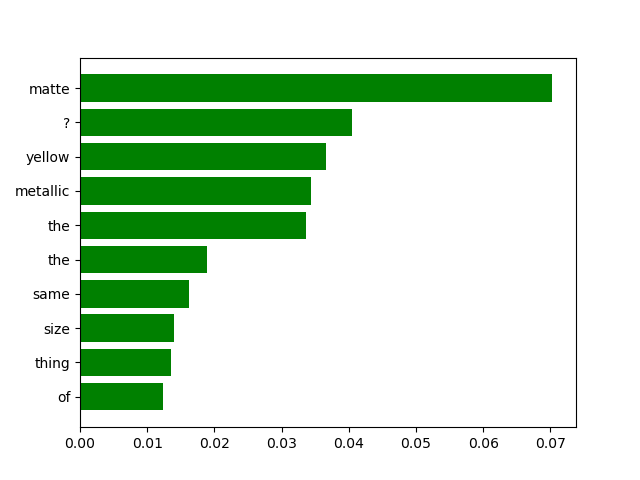 matte
?
yellow
metallic
the
the
same
size
thing
of
0.00 0.01 0.02 0.03 0.04 0.05 0.06 0.07